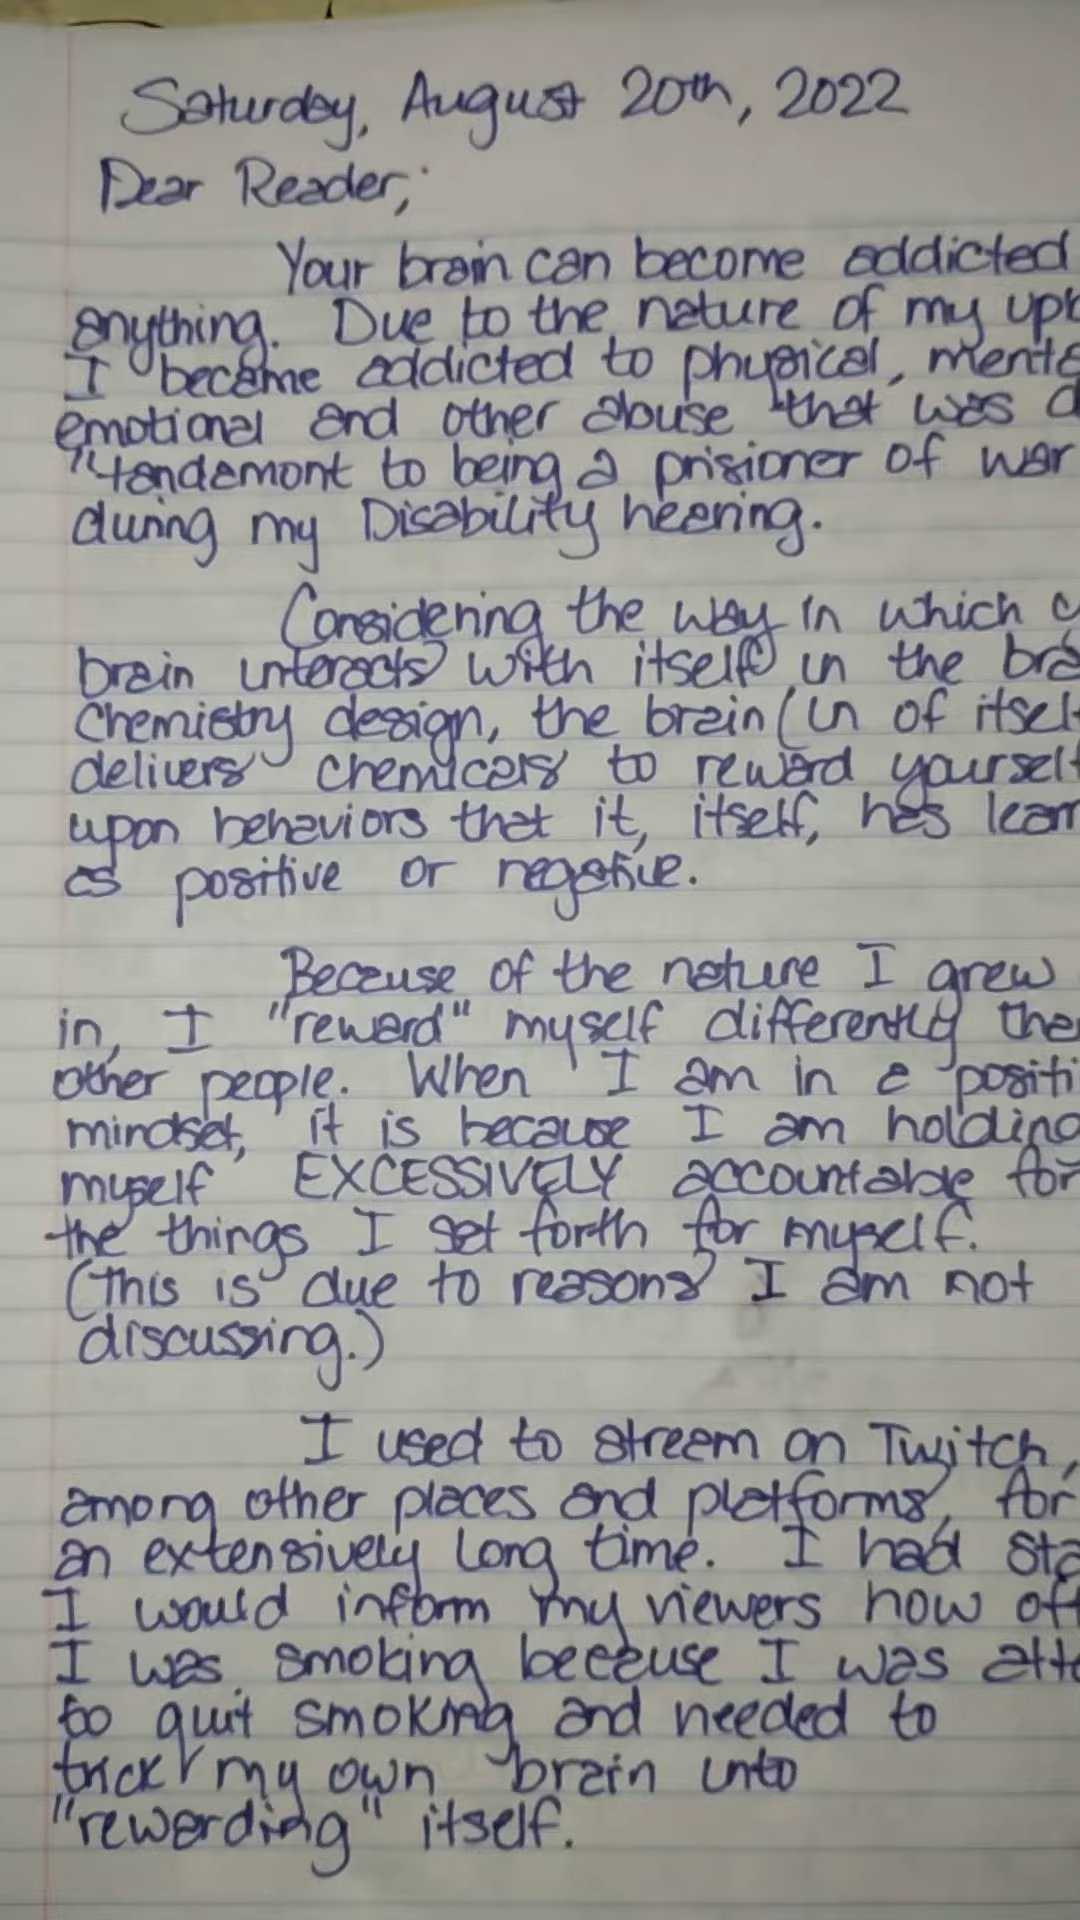 Saturday, August 20th, 2022
Dear Reader;
Your brain can become addicted
anything. Due to the nature of my
I became addicted to physical,
emotional and other abuse that was
"tandemont to being a prisioner of war
during my Disability heering.
Considering the way in which
brain interacts with itself in the
Chemistry design, the brain (in of
delivers chemicals to reward
upon behaviors that it, itself, has
as positive or negative.
Because of the nature I grew
in, I "reward" myself differently
other people. When I am in a
mindset, it is because I am holding
myself EXCESSIVELY accountable for
the things I set forth for myself.
(This is due to reasons I am not
discussing.)
I used to streem on Twitch,
among other places and platforms, for
an extensively long time. I had
I would inform my viewers how
I was smoking because I was
to quit smoking and needed to
trick my own brain into
"rewarding" itself.